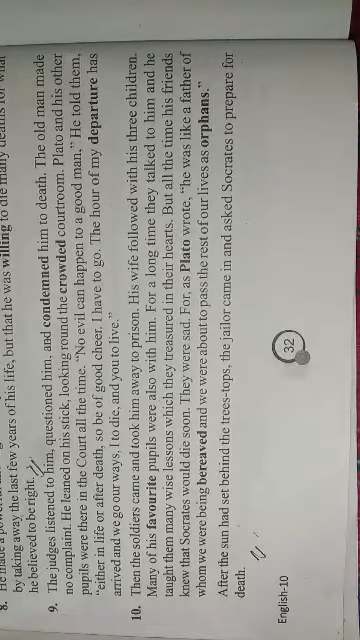 8. He made a powerful
by taking away the last few years of his life, but that he was willing to die many deaths for what
he believed to be right.
9. The judges listened to him, questioned him, and condemned him to death. The old man made
no complaint. He leaned on his stick, looking round the crowded courtroom. Plato and his other
pupils were there in the Court all the time. “No evil can happen to a good man,” He told them,
“either in life or after death, so be of good cheer. I have to go. The hour of my departure has
arrived and we go our ways, I to die, and you to live.”
10. Then the soldiers came and took him away to prison. His wife followed with his three children.
Many of his favourite pupils were also with him. For a long time they talked to him and he
taught them many wise lessons which they treasured in their hearts. But all the time his friends
knew that Socrates would die soon. They were sad. For, as Plato wrote, “he was like a father of
whom we were being bereaved and we were about to pass the rest of our lives as orphans.”
After the sun had set behind the trees-tops, the jailor came in and asked Socrates to prepare for
death.
English-10
32